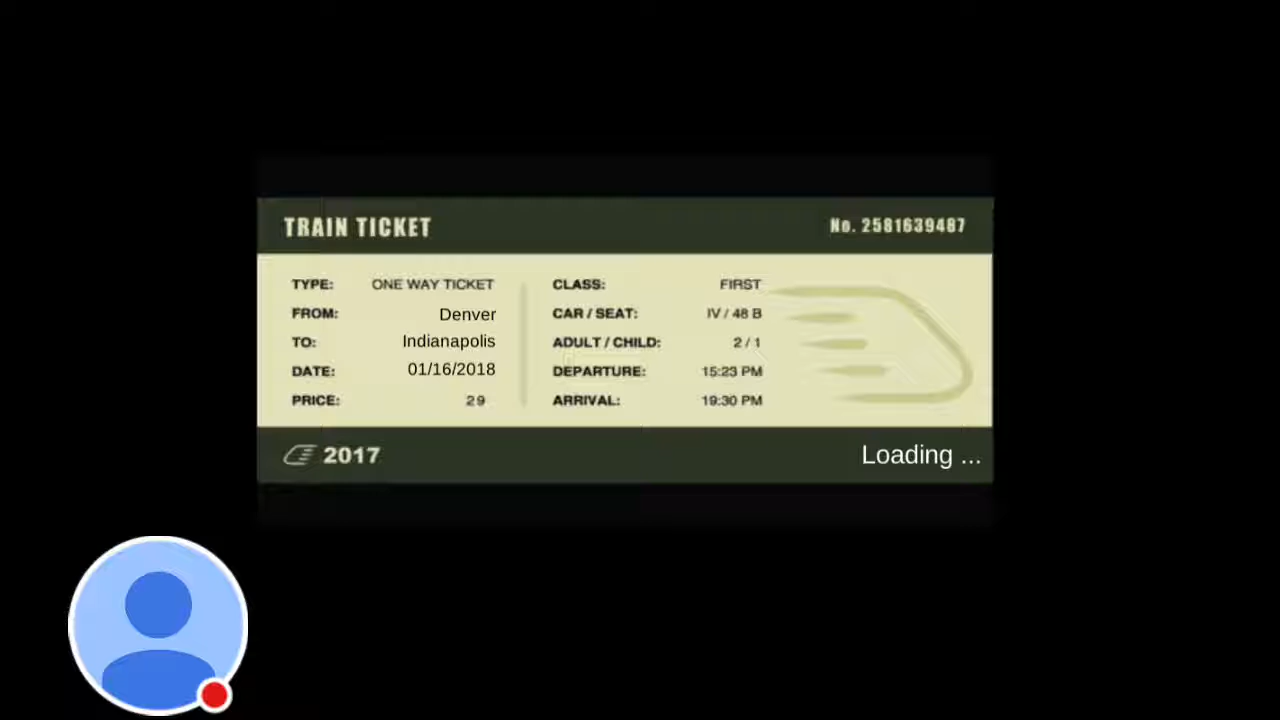 TRAIN TICKET No. 2581639487
TYPE: ONE WAY TICKET CLASS: FIRST
FROM: Denver CAR / SEAT: IV / 48 B
TO: Indianapolis ADULT / CHILD: 2 / 1
DATE: 01/16/2018 DEPARTURE: 15:23 PM
PRICE: 29 ARRIVAL: 19:30 PM
2017 Loading ...